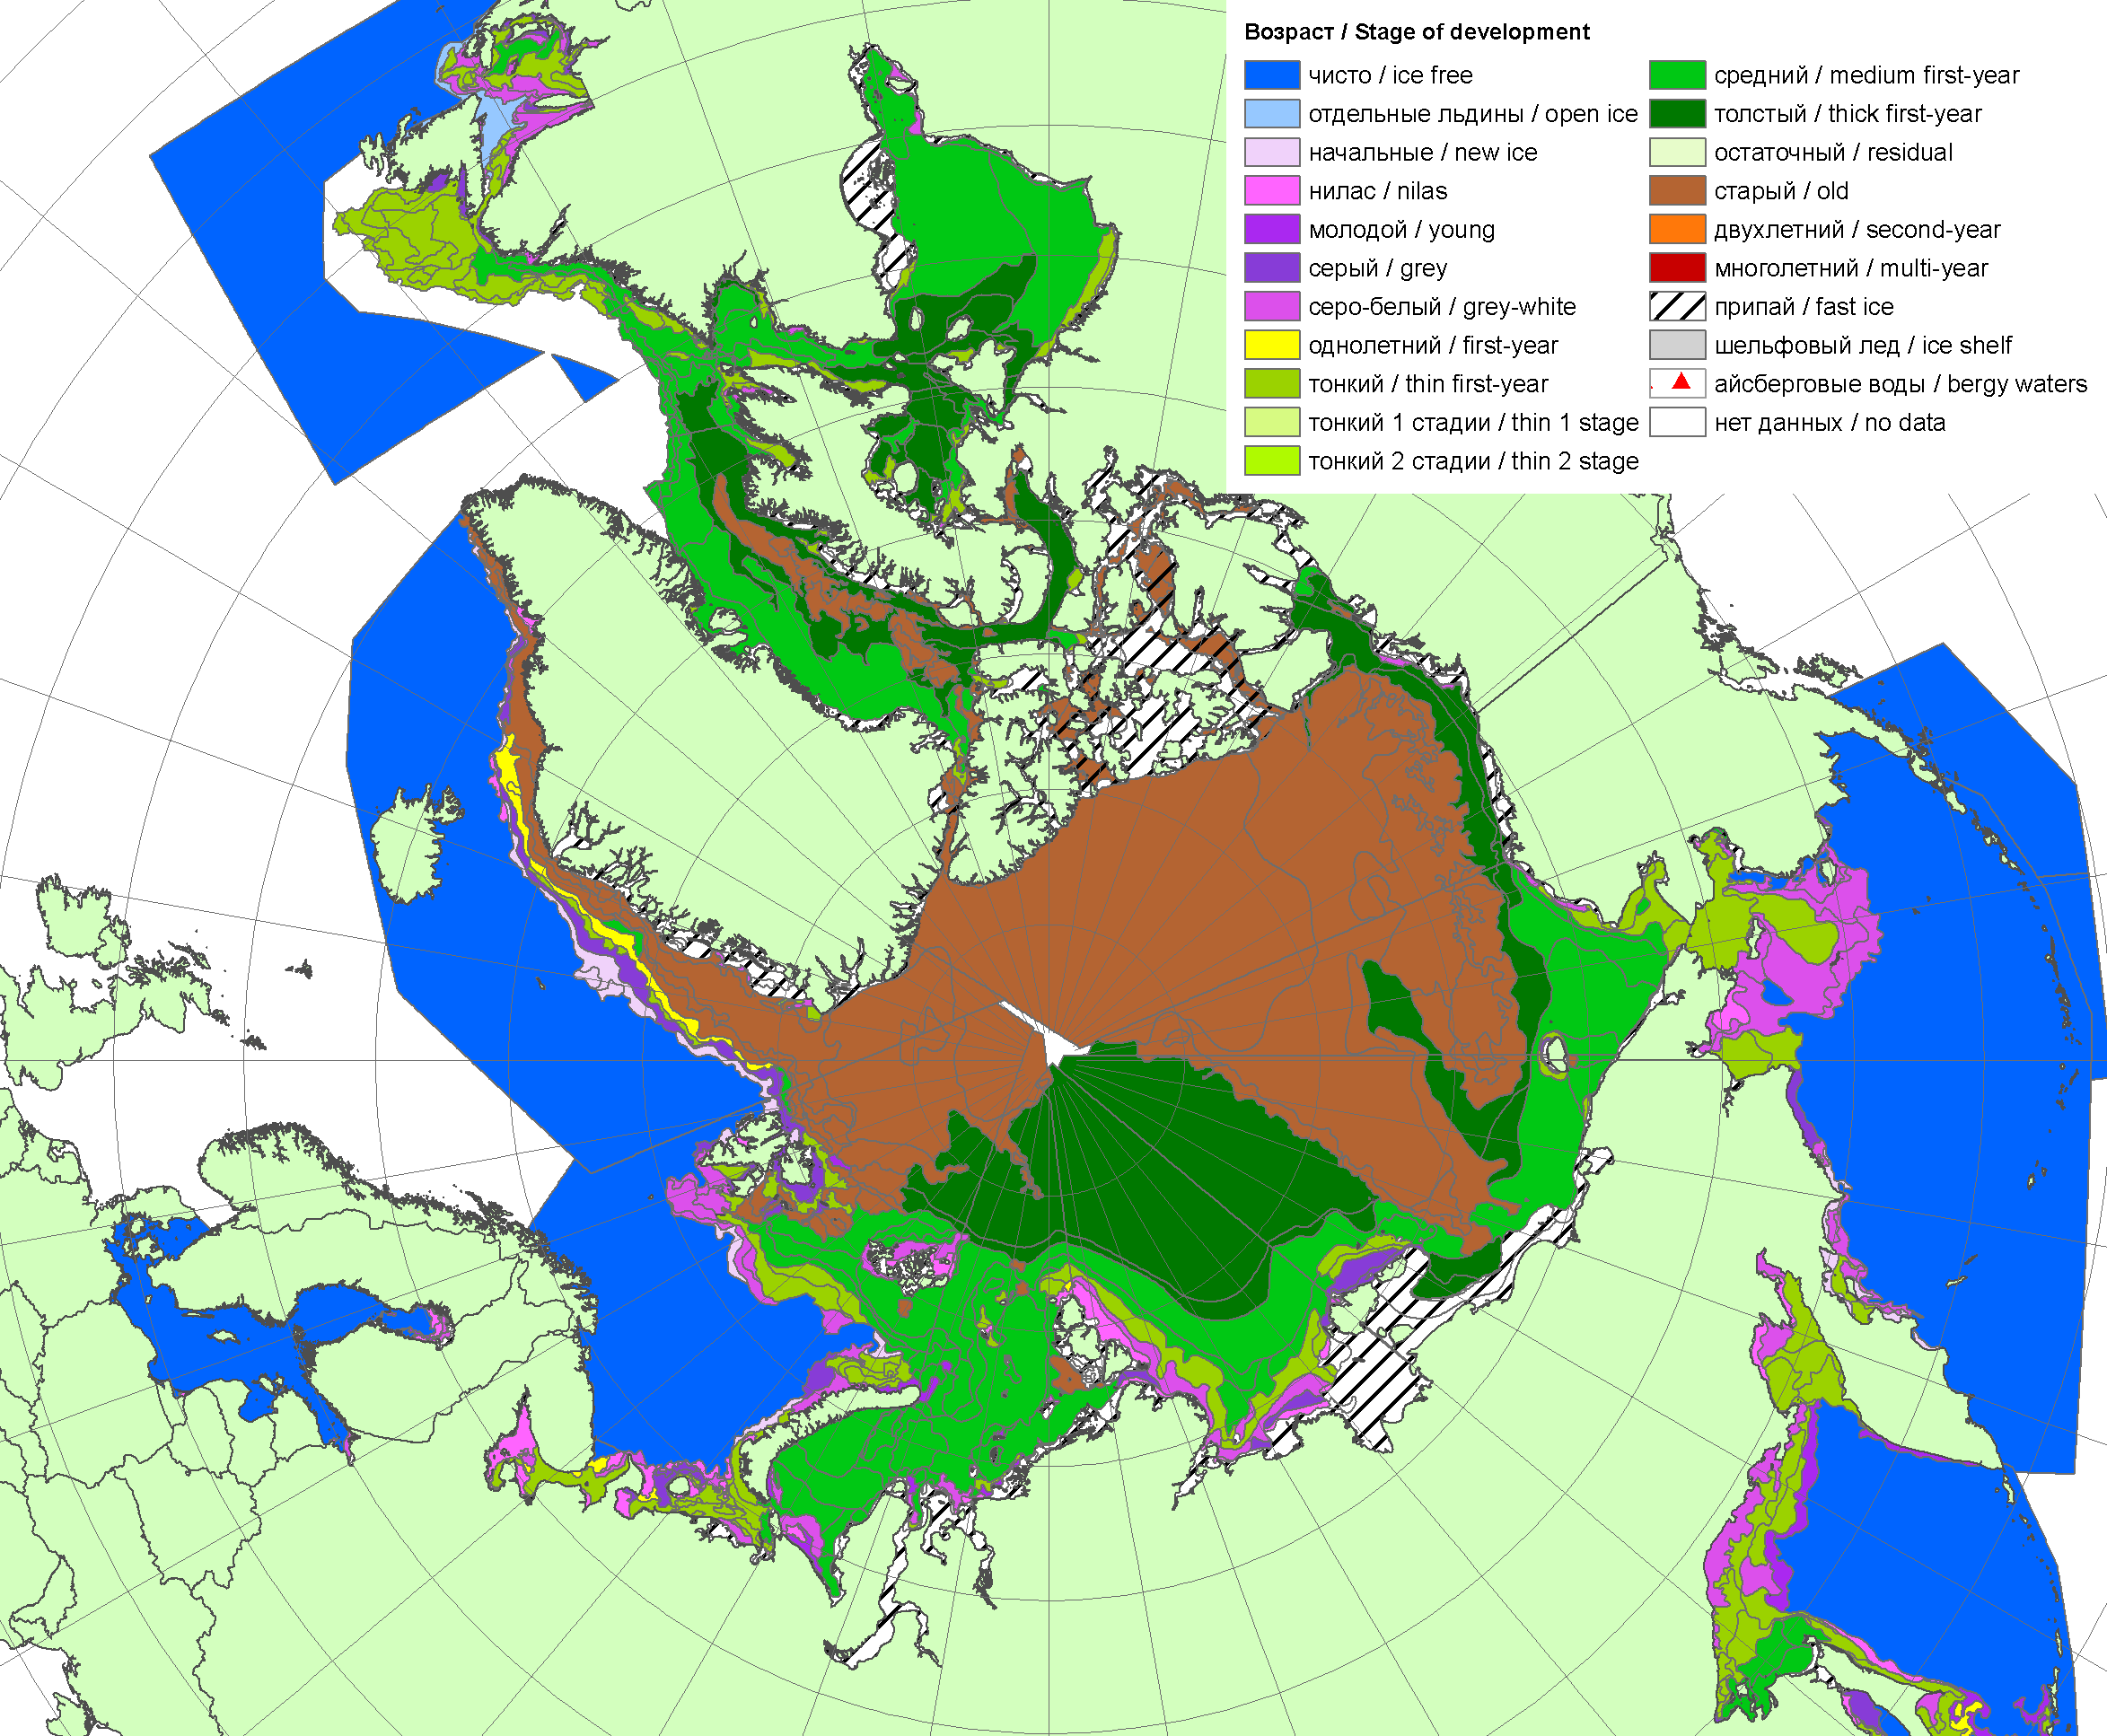 Возраст / Stage of development
чисто / ice free
отдельные льдины / open ice
начальные / new ice
нилас / nilas
молодой / young
серый / grey
серо-белый / grey-white
однолетний / first-year
тонкий / thin first-year
тонкий 1 стадии / thin 1 stage
тонкий 2 стадии / thin 2 stage
средний / medium first-year
толстый / thick first-year
остаточный / residual
старый / old
двухлетний / second-year
многолетний / multi-year
припай / fast ice
шельфовый лед / ice shelf
айсберговые воды / bergy waters
нет данных / no data